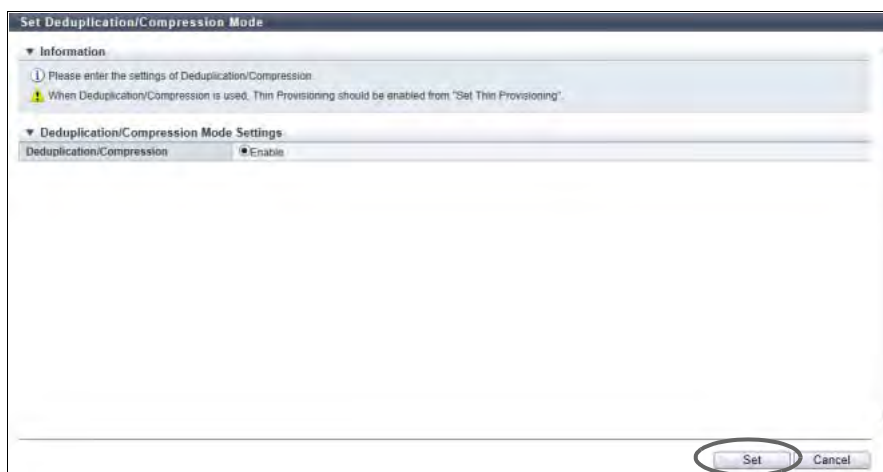 Set Deduplication/Compression Mode
Information
Please enter the settings of Deduplication/Compression.
When Deduplication/Compression is used, Thin Provisioning should be enabled from "Set Thin Provisioning".
Deduplication/Compression Mode Settings
Deduplication/Compression Enable
Set Cancel